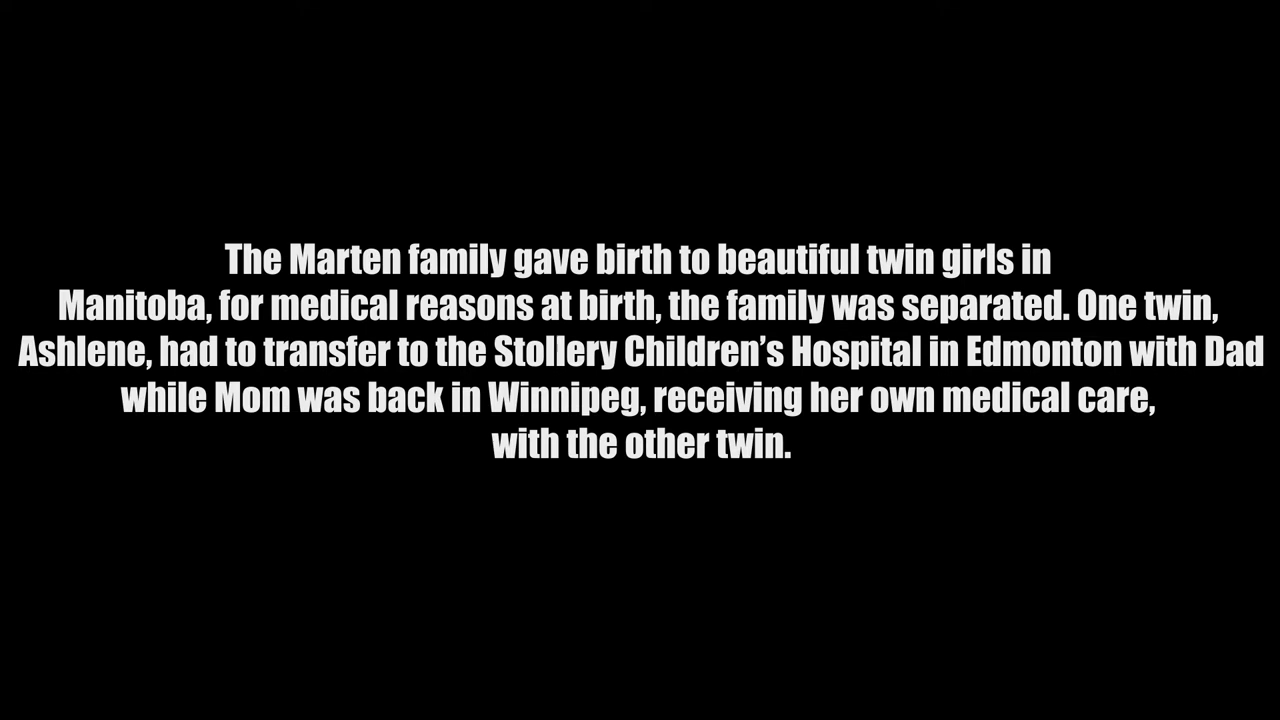 The Marten family gave birth to beautiful twin girls in
Manitoba, for medical reasons at birth, the family was separated. One twin,
Ashlene, had to transfer to the Stollery Children’s Hospital in Edmonton with Dad
while Mom was back in Winnipeg, receiving her own medical care,
with the other twin.